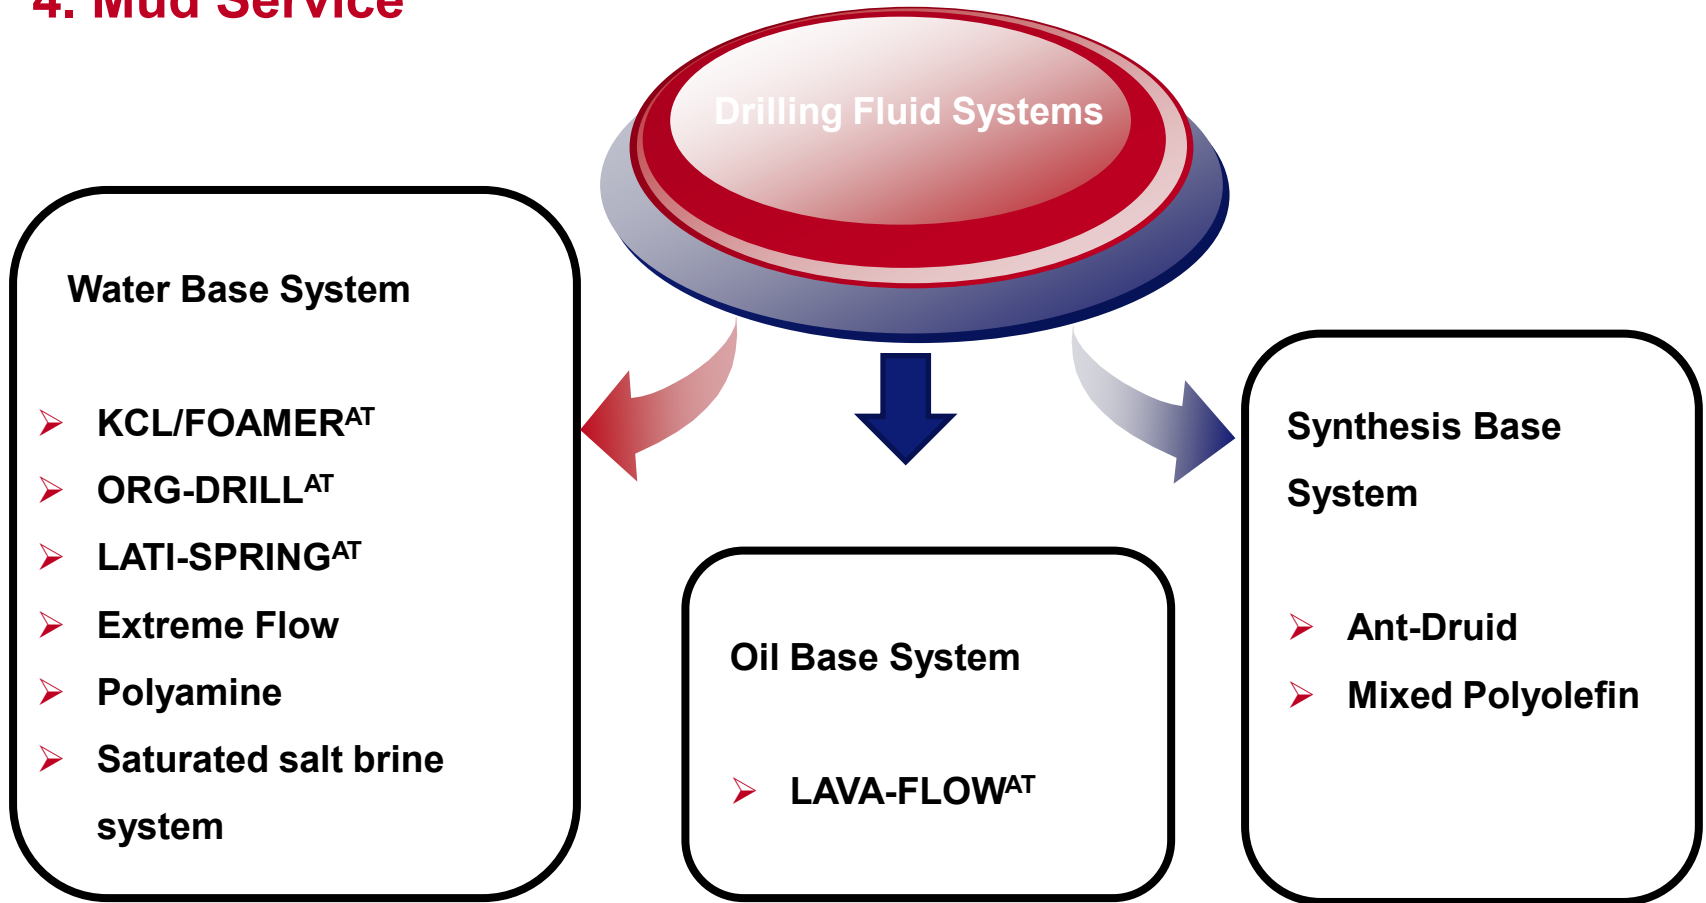 4. Mud Service
Drilling Fluid Systems
Water Base System
➢ KCL/FOAMERᴬᵀ
➢ ORG-DRILLᴬᵀ
➢ LATI-SPRINGᴬᵀ
➢ Extreme Flow
➢ Polyamine
➢ Saturated salt brine
system
Oil Base System
➢ LAVA-FLOWᴬᵀ
Synthesis Base
System
➢ Ant-Druid
➢ Mixed Polyolefin